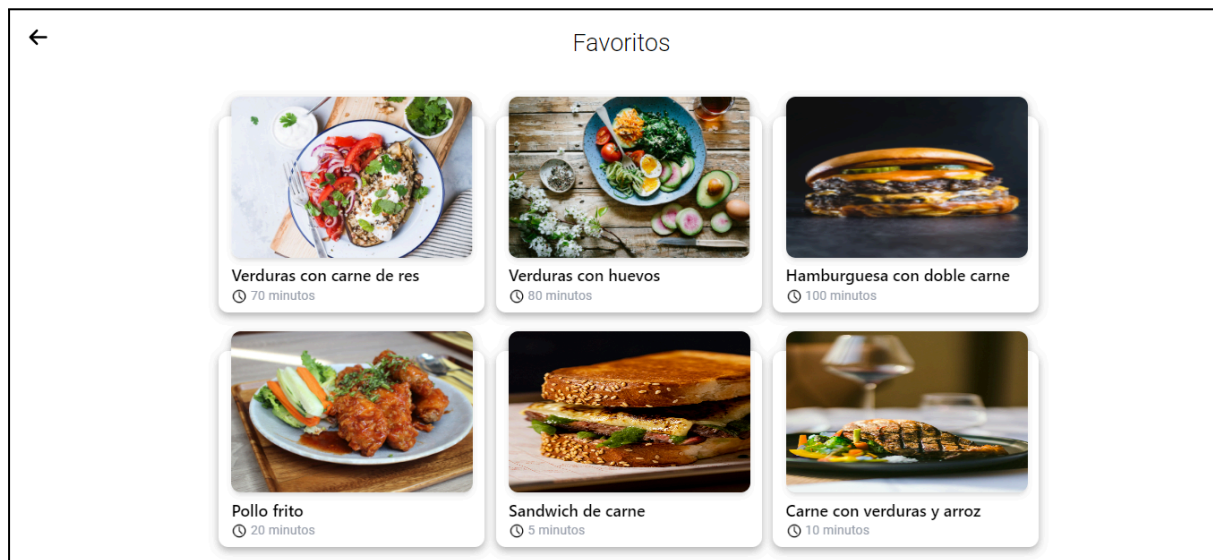 Favoritos
Verduras con carne de res
70 minutos
Verduras con huevos
80 minutos
Hamburguesa con doble carne
100 minutos
Pollo frito
20 minutos
Sandwich de carne
5 minutos
Carne con verduras y arroz
10 minutos